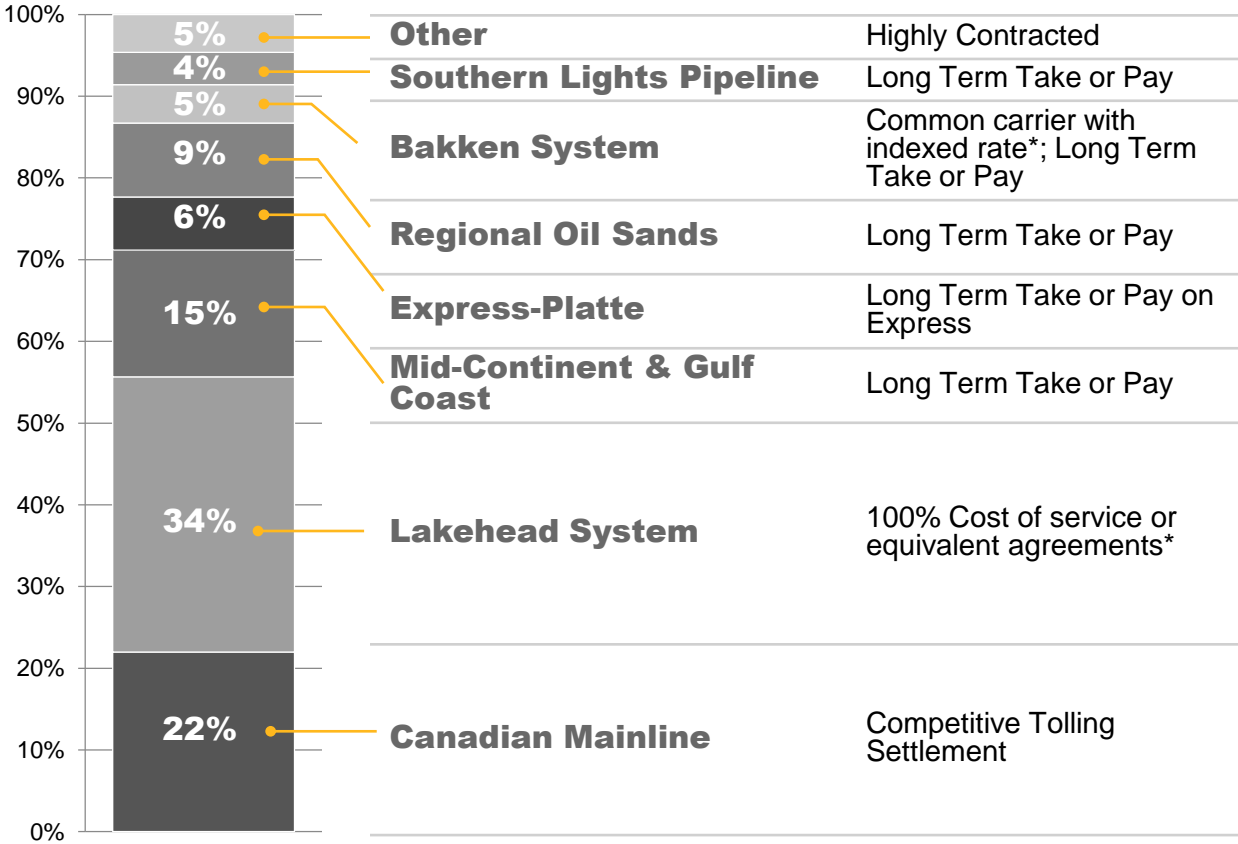 100%
90%
80%
70%
60%
50%
40%
30%
20%
10%
0%
5%
4%
5%
9%
6%
15%
34%
22%
Other
Highly Contracted
Southern Lights Pipeline
Long Term Take or Pay
Bakken System
Common carrier with
indexed rate*; Long Term
Take or Pay
Regional Oil Sands
Long Term Take or Pay
Express-Platte
Long Term Take or Pay on
Express
Mid-Continent & Gulf
Coast
Long Term Take or Pay
Lakehead System
100% Cost of service or
equivalent agreements*
Canadian Mainline
Competitive Tolling
Settlement